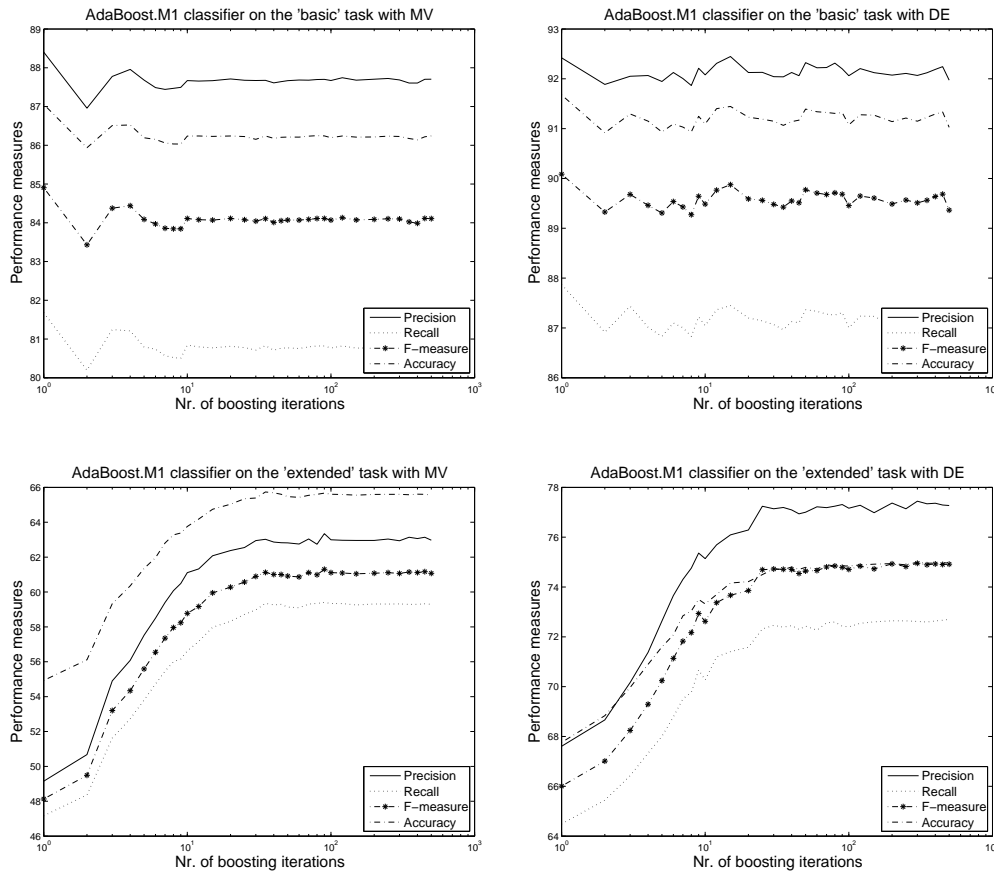 AdaBoost.M1 classifier on the 'basic' task with MV
89
88
87
86
85
84
83
82
81
80
Performance measures
Precision
Recall
F−measure
Accuracy
10^0
10^1
10^2
10^3
Nr. of boosting iterations
AdaBoost.M1 classifier on the 'basic' task with DE
93
92
91
90
89
88
87
86
Performance measures
Precision
Recall
F−measure
Accuracy
10^0
10^1
10^2
10
Nr. of boosting iterations
AdaBoost.M1 classifier on the 'extended' task with MV
66
64
62
60
58
56
54
52
50
48
46
Performance measures
Precision
Recall
F−measure
Accuracy
10^0
10^1
10^2
10^3
Nr. of boosting iterations
AdaBoost.M1 classifier on the 'extended' task with DE
78
76
74
72
70
68
66
64
Performance measures
Precision
Recall
F−measure
Accuracy
10^0
10^1
10^2
10
Nr. of boosting iterations